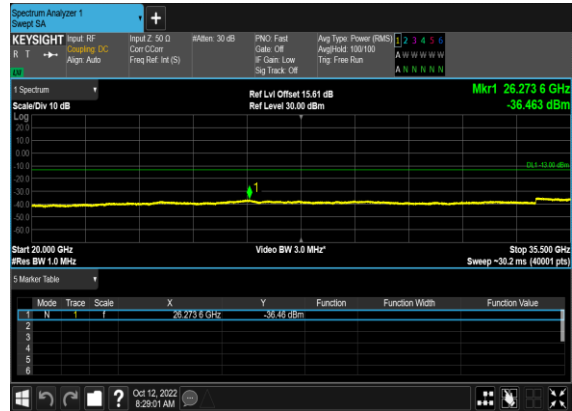 Spectrum Analyzer 1
Swept SA
+
KEYSIGHT Input: RF Input Z: 50 Ω #Atten: 30 dB PNO: Fast Avg Type: Power (RMS) 1 2 3 4 5 6
R T Coupling: DC Corr CCorr Gate: Off Avg|Hold: 100/100 A W W W W W
Align: Auto Freq Ref: Int (S) IF Gain: Low Trig: Free Run
Sig Track: Off A N N N N N
1 Spectrum Ref Lvl Offset 15.61 dB Mkr1 26.273 6 GHz
Scale/Div 10 dB Ref Level 30.00 dBm -36.463 dBm
Log
20.0
10.0
0.00
-10.0
DL1 -13.00 dBm
-20.0
-30.0
1
-40.0
-50.0
-60.0
Start 20.000 GHz Video BW 3.0 MHz* Stop 35.500 GHz
#Res BW 1.0 MHz Sweep ~30.2 ms (40001 pts)
5 Marker Table
Mode Trace Scale X Y Function Function Width Function Value
1 N 1 f 26.273 6 GHz -36.46 dBm
2
3
4
5
6
? Oct 12, 2022
8:29:01 AM